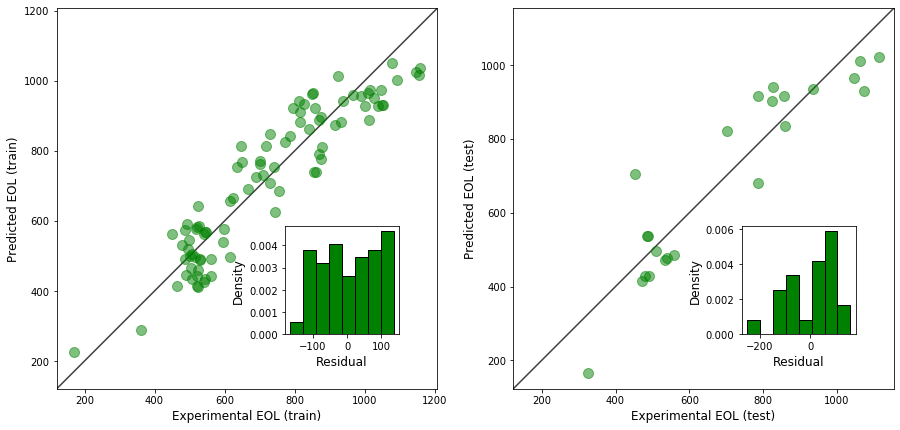 1200
1000
800
600
400
200
Predicted EOL (train)
200 400 600 800 1000 1200
Experimental EOL (train)
0.004
0.003
0.002
0.001
0.000
Density
−100 0 100
Residual
1000
800
600
400
200
Predicted EOL (test)
200 400 600 800 1000
Experimental EOL (test)
0.006
0.004
0.002
0.000
Density
−200 0
Residual